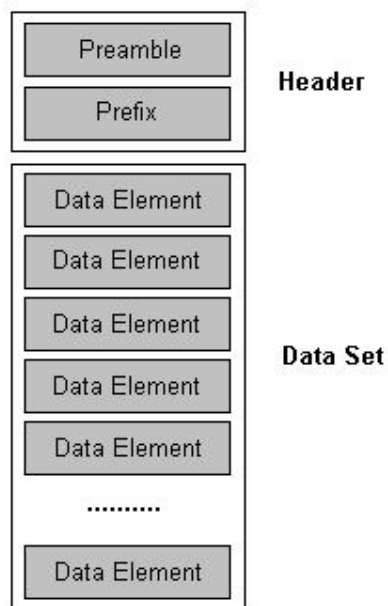 Preamble
Header
Prefix
Data Element
Data Element
Data Element
Data Set
Data Element
Data Element
..........
Data Element